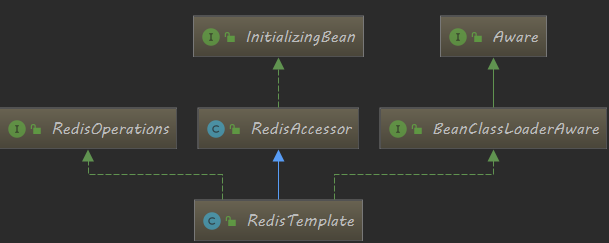 I InitializingBean
I Aware
I RedisOperations
C RedisAccessor
I BeanClassLoaderAware
C RedisTemplate